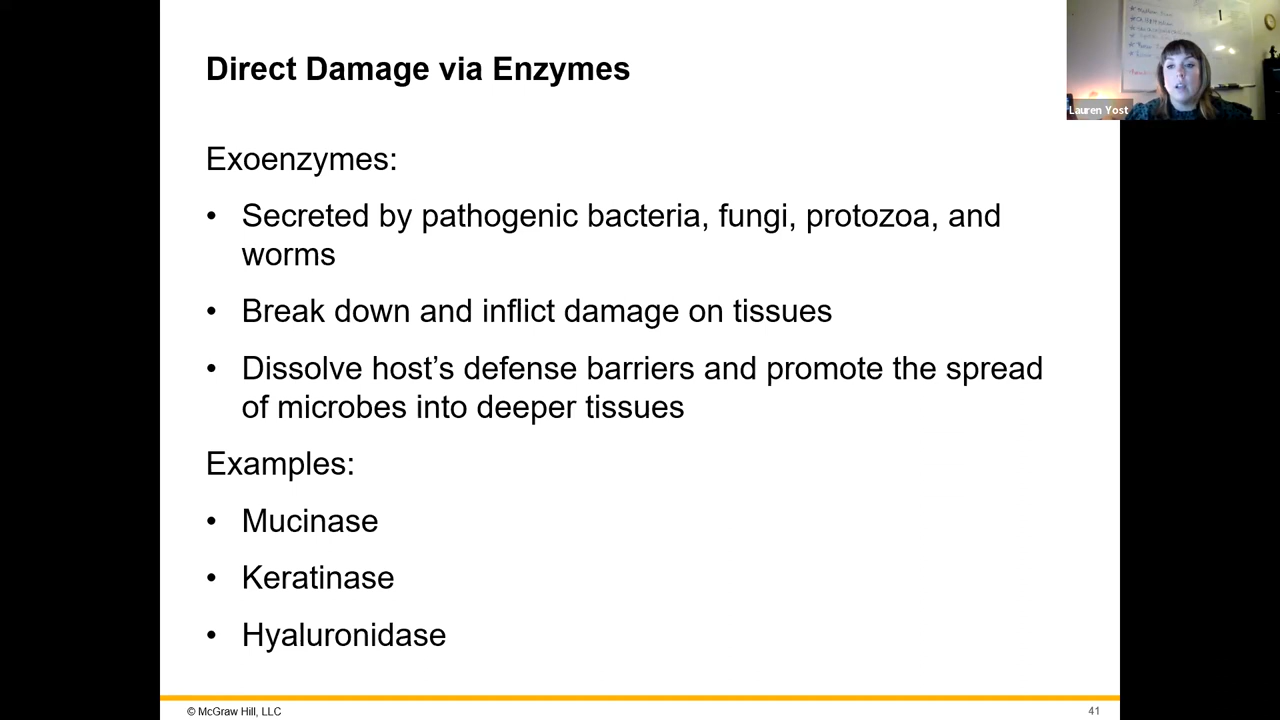 Direct Damage via Enzymes
Lauren Yost
Exoenzymes:
• Secreted by pathogenic bacteria, fungi, protozoa, and
worms
• Break down and inflict damage on tissues
• Dissolve host’s defense barriers and promote the spread
of microbes into deeper tissues
Examples:
• Mucinase
• Keratinase
• Hyaluronidase
© McGraw Hill, LLC
41